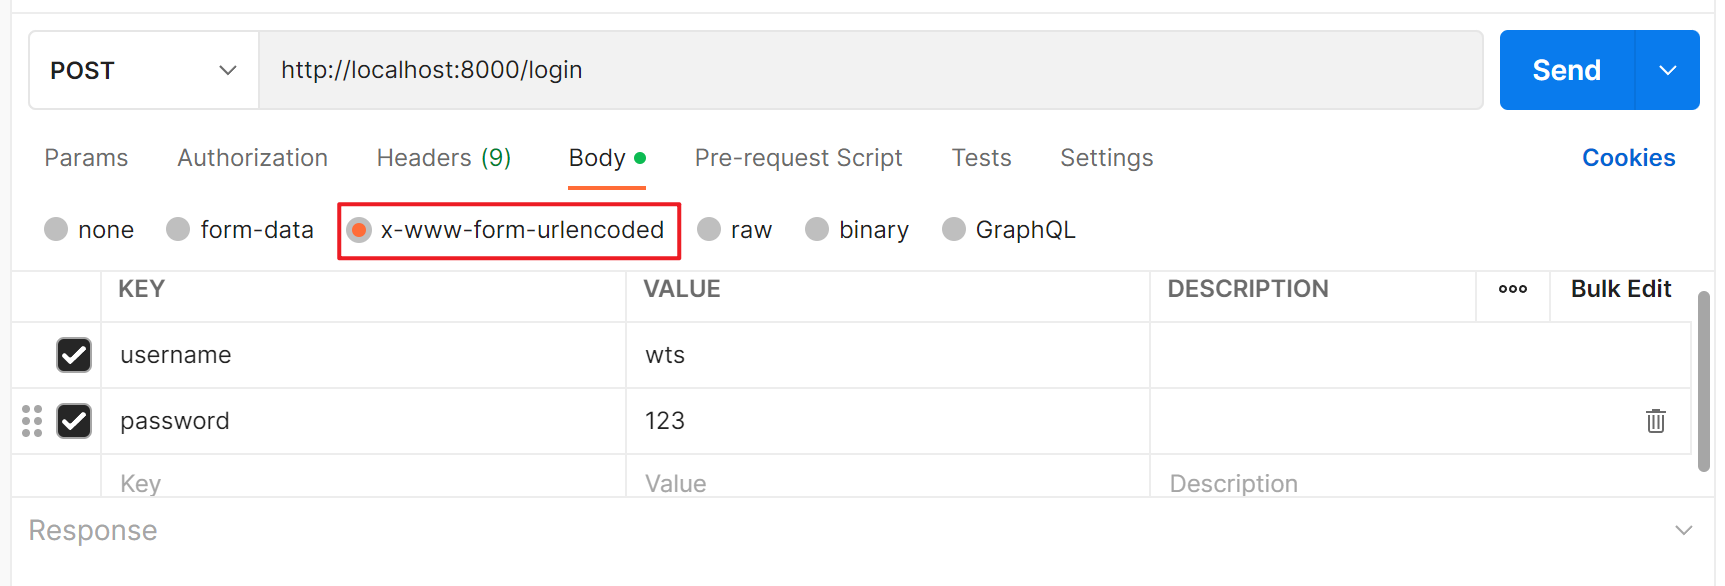 POST http://localhost:8000/login Send
Params Authorization Headers (9) Body Pre-request Script Tests Settings Cookies
none form-data x-www-form-urlencoded raw binary GraphQL
KEY VALUE DESCRIPTION Bulk Edit
username wts
password 123
Key Value Description
Response